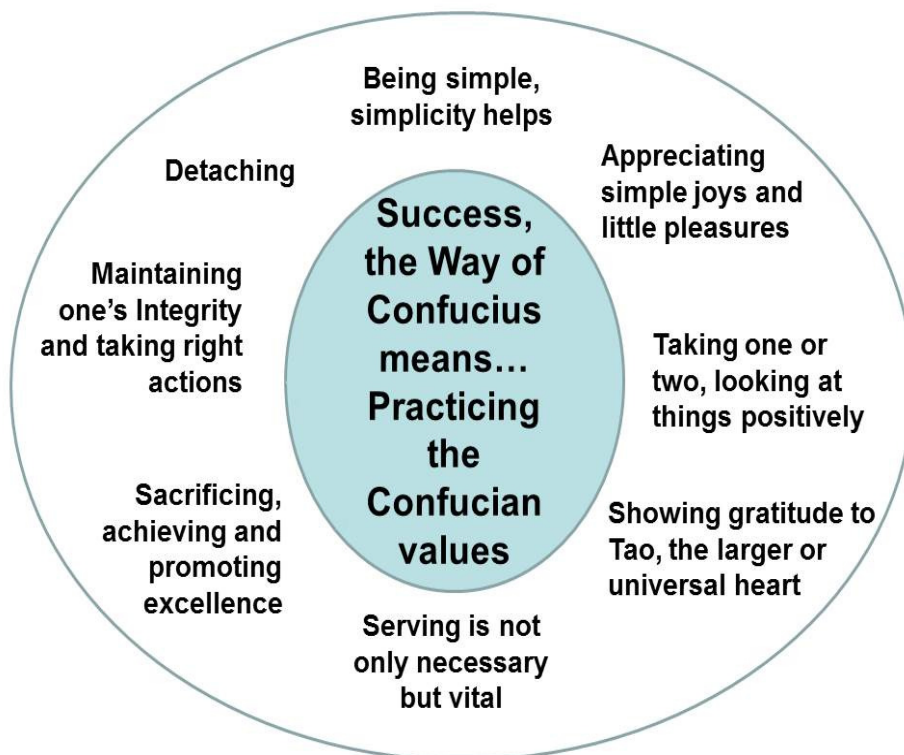 Being simple,
simplicity helps
Appreciating
simple joys and
little pleasures
Taking one or
two, looking at
things positively
Showing gratitude to
Tao, the larger or
universal heart
Serving is not
only necessary
but vital
Sacrificing,
achieving and
promoting
excellence
Maintaining
one's Integrity
and taking right
actions
Detaching
Success,
the Way of
Confucius
means…
Practicing
the
Confucian
values